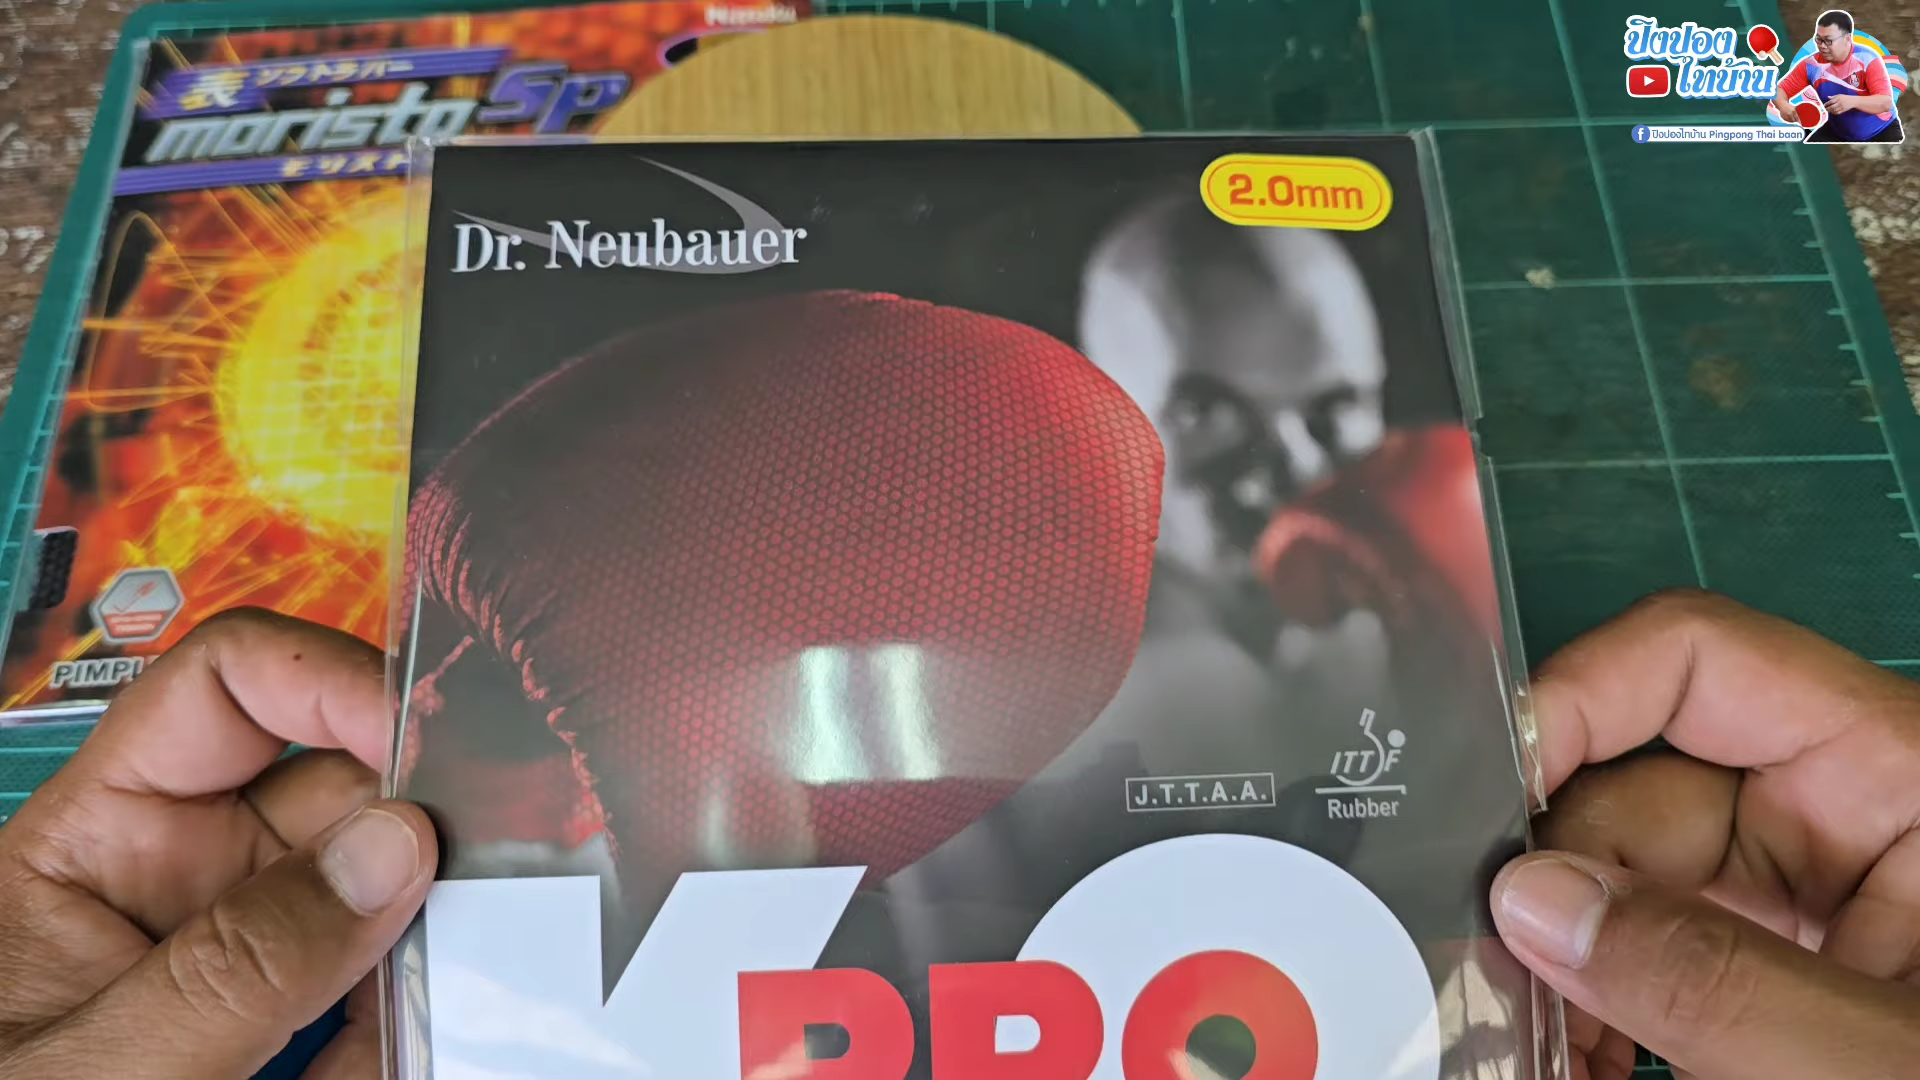 ปิงปอง
ไทบ้าน
ปิงปองไทบ้าน Pingpong Thai baan
表 ソフトラバー
moristo SP
モリスト
PIMPL
2.0mm
Dr. Neubauer
J.T.T.A.A.
ITTF
Rubber
KO
PRO